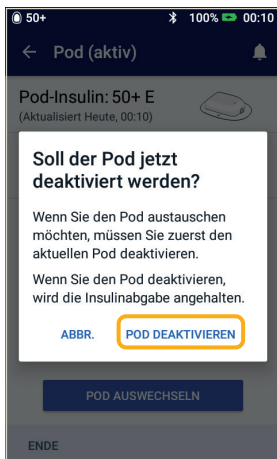 50+ 100% 00:10
Pod (aktiv)
Pod-Insulin: 50+ E
(Aktualisiert Heute, 00:10)
Soll der Pod jetzt
deaktiviert werden?
Wenn Sie den Pod austauschen
möchten, müssen Sie zuerst den
aktuellen Pod deaktivieren.
Wenn Sie den Pod deaktivieren,
wird die Insulinabgabe angehalten.
ABBR. POD DEAKTIVIEREN
POD AUSWECHSELN
ENDE